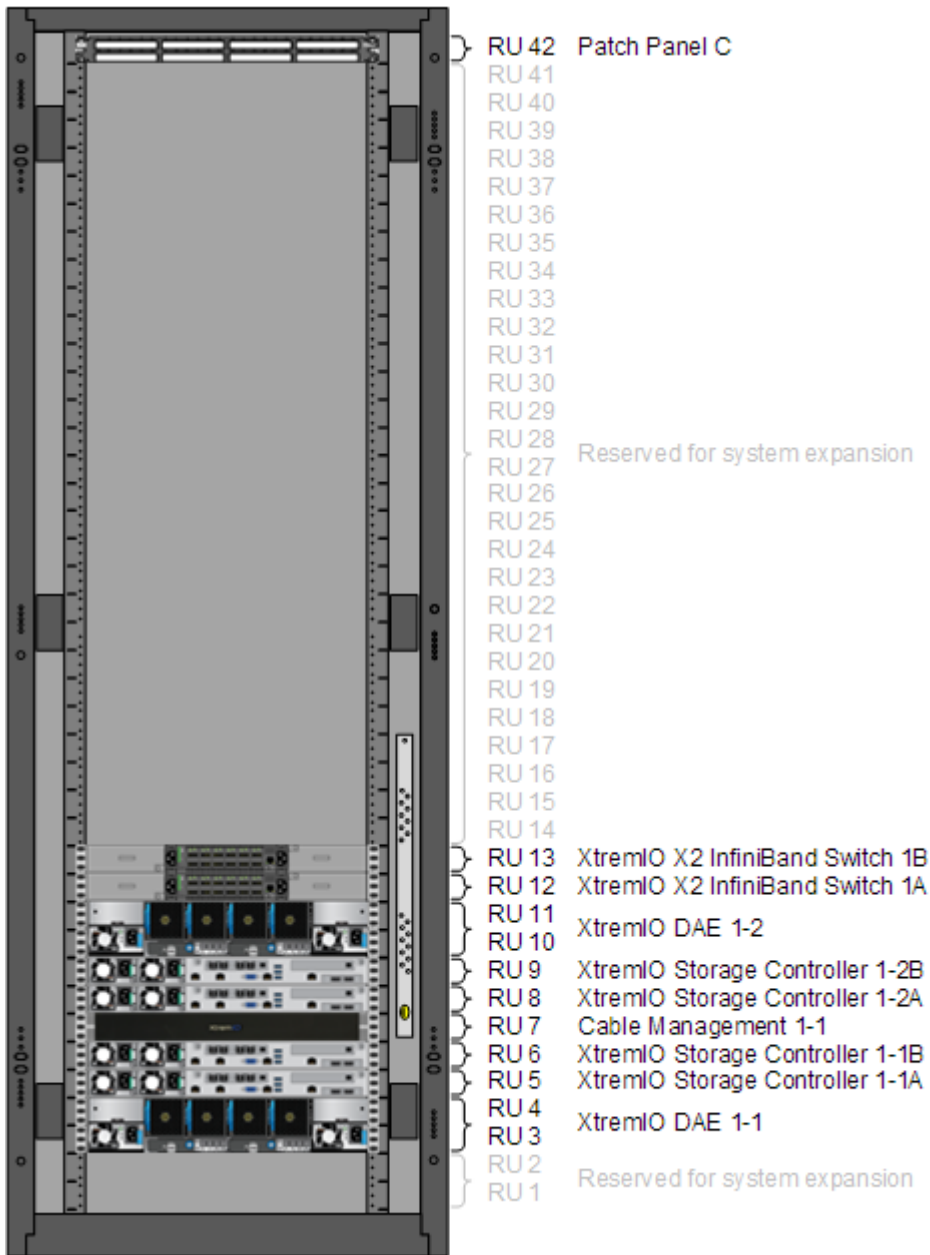 RU 42 Patch Panel C
RU 41
RU 40
RU 39
RU 38
RU 37
RU 36
RU 35
RU 34
RU 33
RU 32
RU 31
RU 30
RU 29
RU 28
Reserved for system expansion
RU 27
RU 26
RU 25
RU 24
RU 23
RU 22
RU 21
RU 20
RU 19
RU 18
RU 17
RU 16
RU 15
RU 14
RU 13 XtremIO X2 InfiniBand Switch 1B
RU 12 XtremIO X2 InfiniBand Switch 1A
RU 11
XtremIO DAE 1-2
RU 10
RU 9 XtremIO Storage Controller 1-2B
RU 8 XtremIO Storage Controller 1-2A
RU 7 Cable Management 1-1
RU 6 XtremIO Storage Controller 1-1B
RU 5 XtremIO Storage Controller 1-1A
RU 4
XtremIO DAE 1-1
RU 3
RU 2
Reserved for system expansion
RU 1